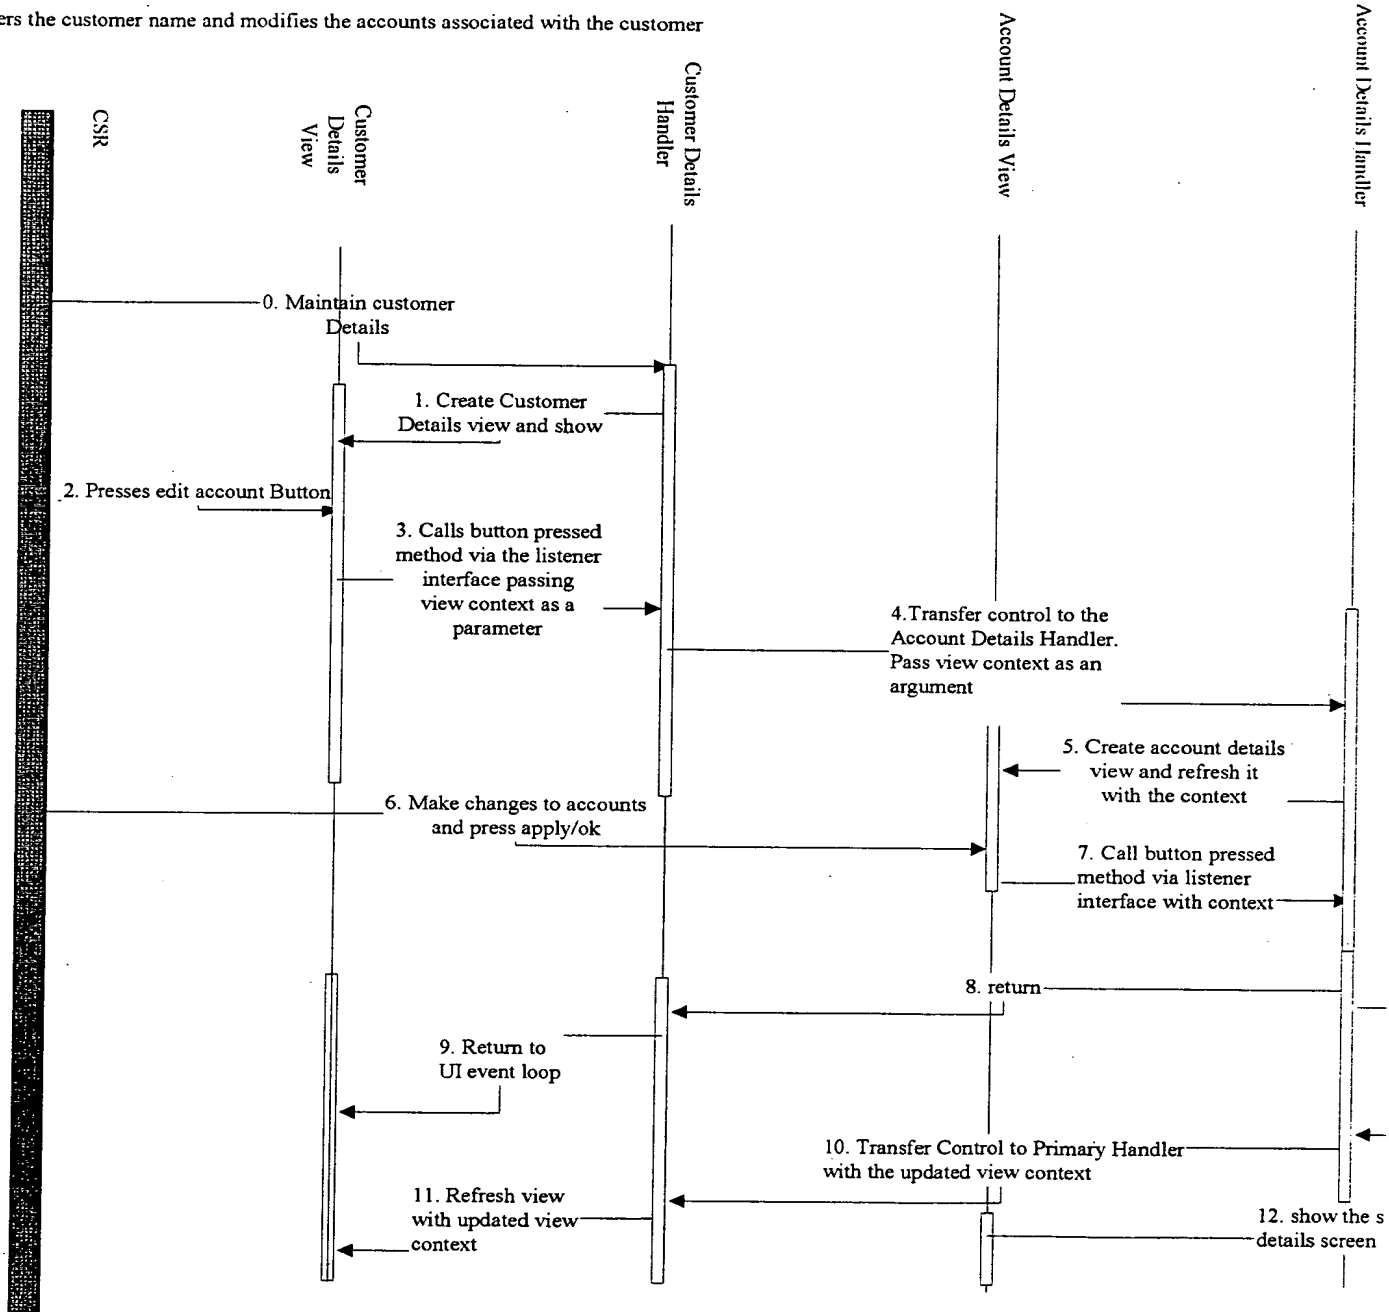 ers the customer name and modifies the accounts associated with the customer
CSR
Customer
Details
View
Customer Details
Handler
Account Details View
Account Details Handler
0. Maintain customer
Details
1. Create Customer
Details view and show
2. Presses edit account Button
3. Calls button pressed
method via the listener
interface passing
view context as a
parameter
4.Transfer control to the
Account Details Handler.
Pass view context as an
argument
5. Create account details
view and refresh it
with the context
6. Make changes to accounts
and press apply/ok
7. Call button pressed
method via listener
interface with context
8. return
9. Return to
UI event loop
10. Transfer Control to Primary Handler
with the updated view context
11. Refresh view
with updated view
context
12. show the s
details screen